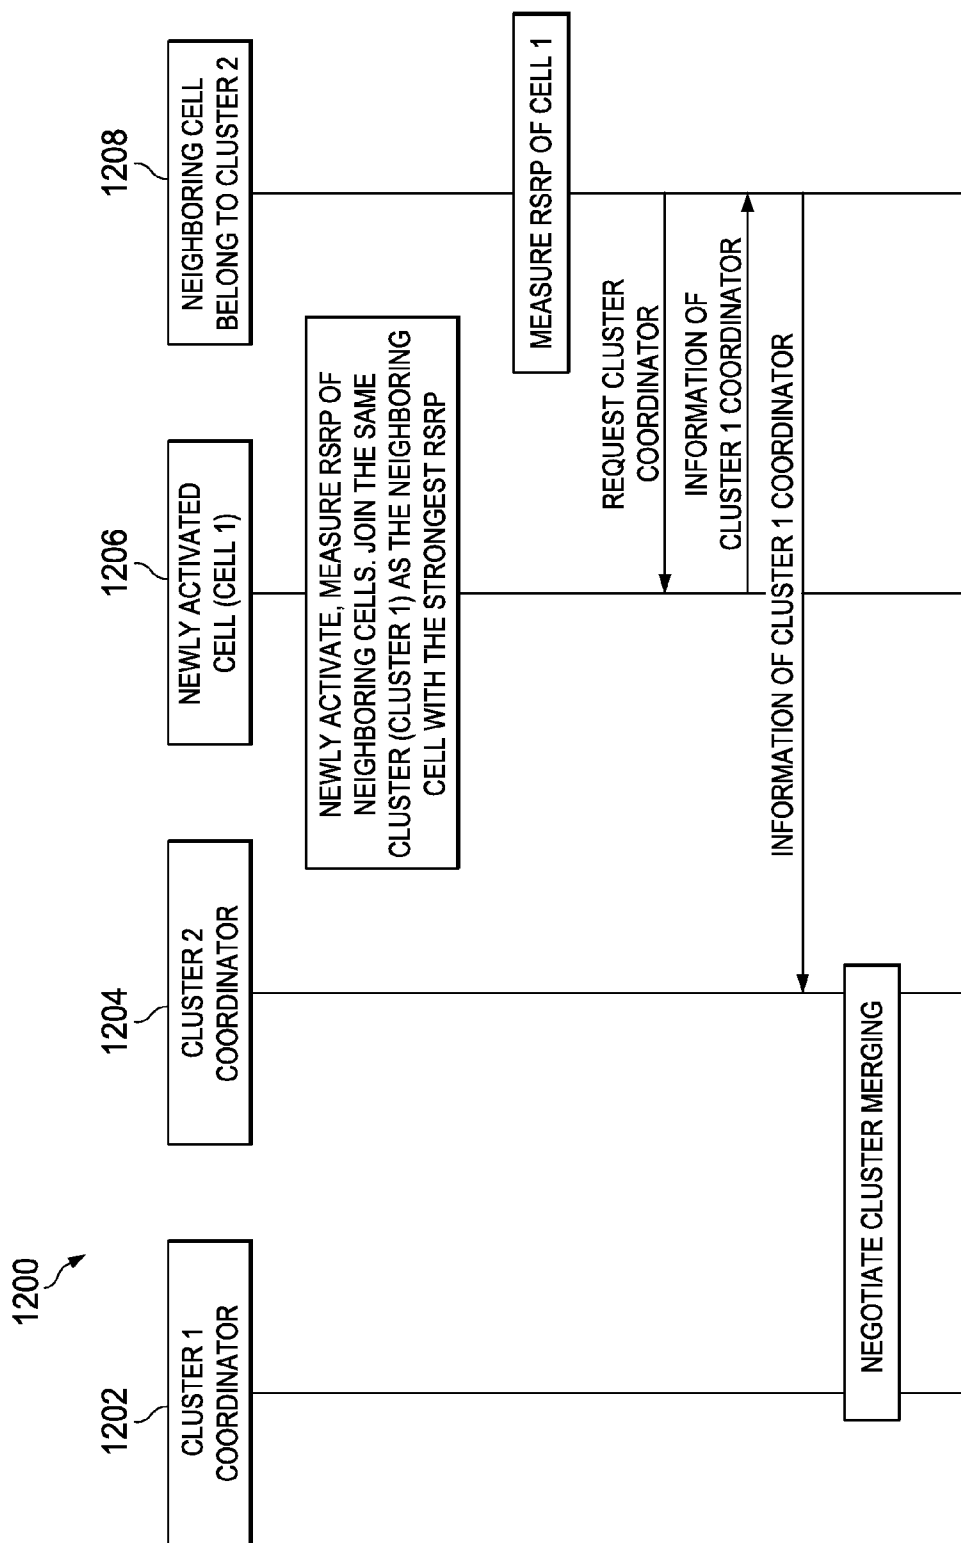 1200
1202
CLUSTER 1
COORDINATOR
1204
CLUSTER 2
COORDINATOR
1206
NEWLY ACTIVATED
CELL (CELL 1)
1208
NEIGHBORING CELL
BELONG TO CLUSTER 2
NEWLY ACTIVATE, MEASURE RSRP OF
NEIGHBORING CELLS. JOIN THE SAME
CLUSTER (CLUSTER 1) AS THE NEIGHBORING
CELL WITH THE STRONGEST RSRP
MEASURE RSRP OF CELL 1
REQUEST CLUSTER
COORDINATOR
INFORMATION OF
CLUSTER 1 COORDINATOR
INFORMATION OF CLUSTER 1 COORDINATOR
NEGOTIATE CLUSTER MERGING